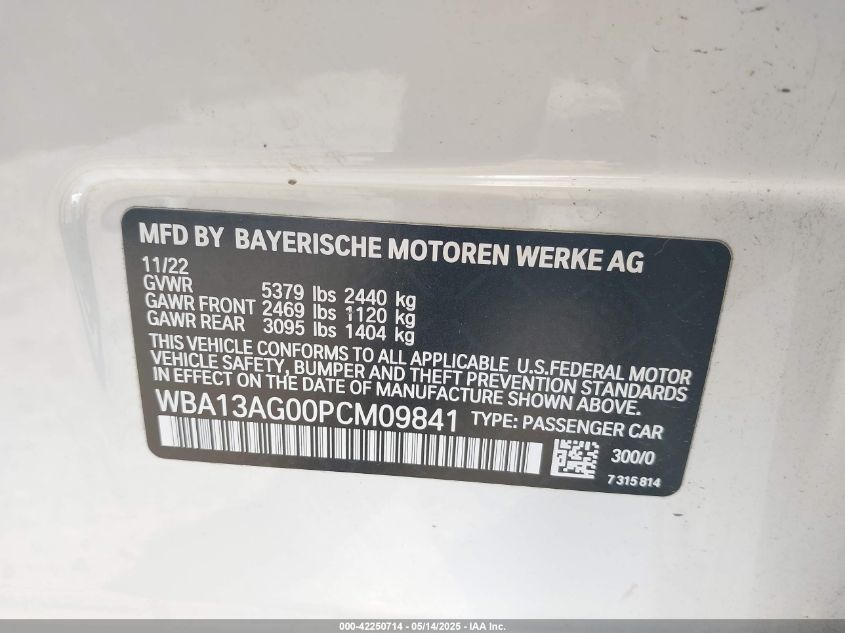 MFD BY BAYERISCHE MOTOREN WERKE AG
11/22
GVWR 5379 lbs 2440 kg
GAWR FRONT 2469 lbs 1120 kg
GAWR REAR 3095 lbs 1404 kg
THIS VEHICLE CONFORMS TO ALL APPLICABLE U.S.FEDERAL MOTOR
VEHICLE SAFETY, BUMPER AND THEFT PREVENTION STANDARDS
IN EFFECT ON THE DATE OF MANUFACTURE SHOWN ABOVE.
WBA13AG00PCM09841 TYPE: PASSENGER CAR
300/0
7 315 814
000-42250714 — 05/14/2025 - IAA Inc.